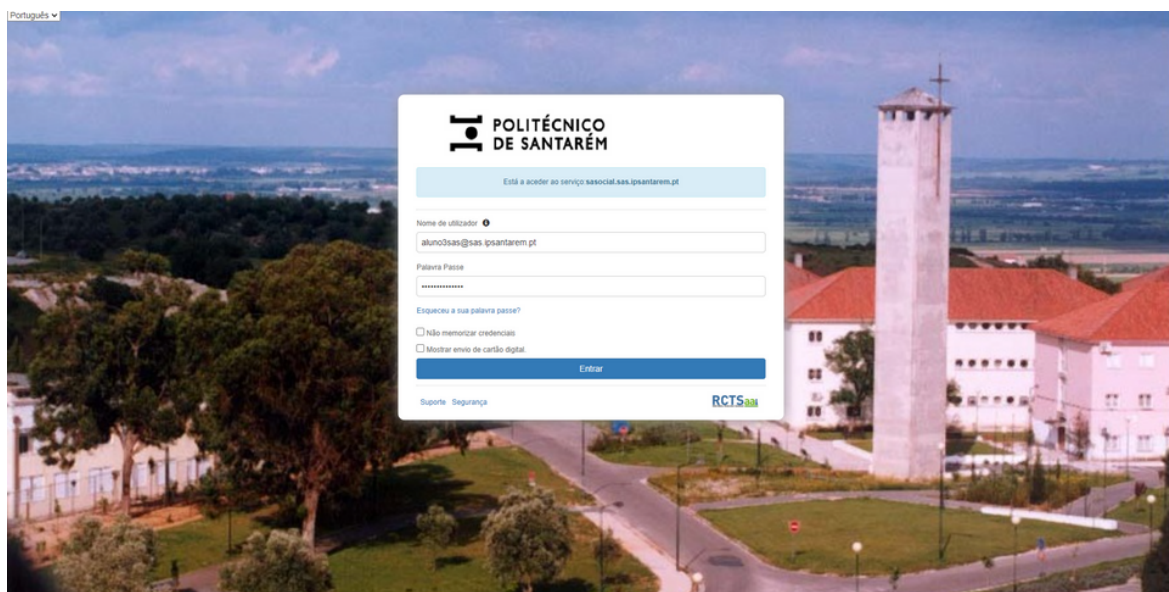 Português
POLITÉCNICO
DE SANTARÉM
Está a aceder ao serviço sasocial.sas.ipsantarem.pt
Nome de utilizador
aluno3sas@sas.ipsantarem.pt
Palavra Passe
Esqueceu a sua palavra passe?
Não memorizar credenciais
Mostrar envio de cartão digital
Entrar
Suporte Segurança
RCTSaai